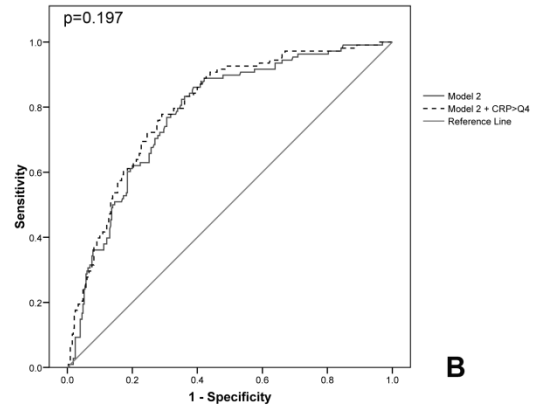 p=0.197
1.0
0.8
0.6
0.4
0.2
0.0
Sensitivity
0.0 0.2 0.4 0.6 0.8 1.0
1 - Specificity
Model 2
Model 2 + CRP>Q4
Reference Line
B